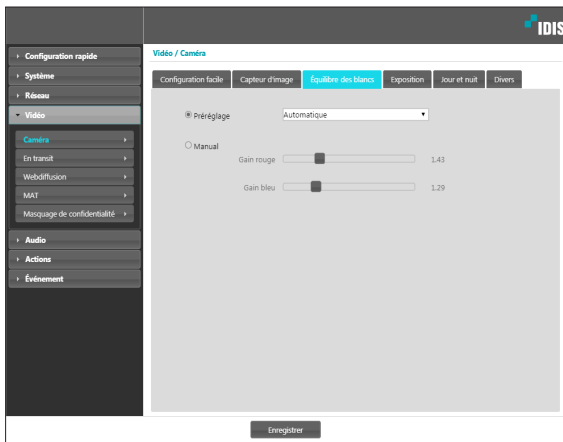 IDIS
Configuration rapide
Système
Réseau
Vidéo
Caméra
En transit
Webdiffusion
MAT
Masquage de confidentialité
Audio
Actions
Événement
Vidéo / Caméra
Configuration facile Capteur d'image Équilibre des blancs Exposition Jour et nuit Divers
Préréglage Automatique
Manual
Gain rouge 1.43
Gain bleu 1.29
Enregistrer